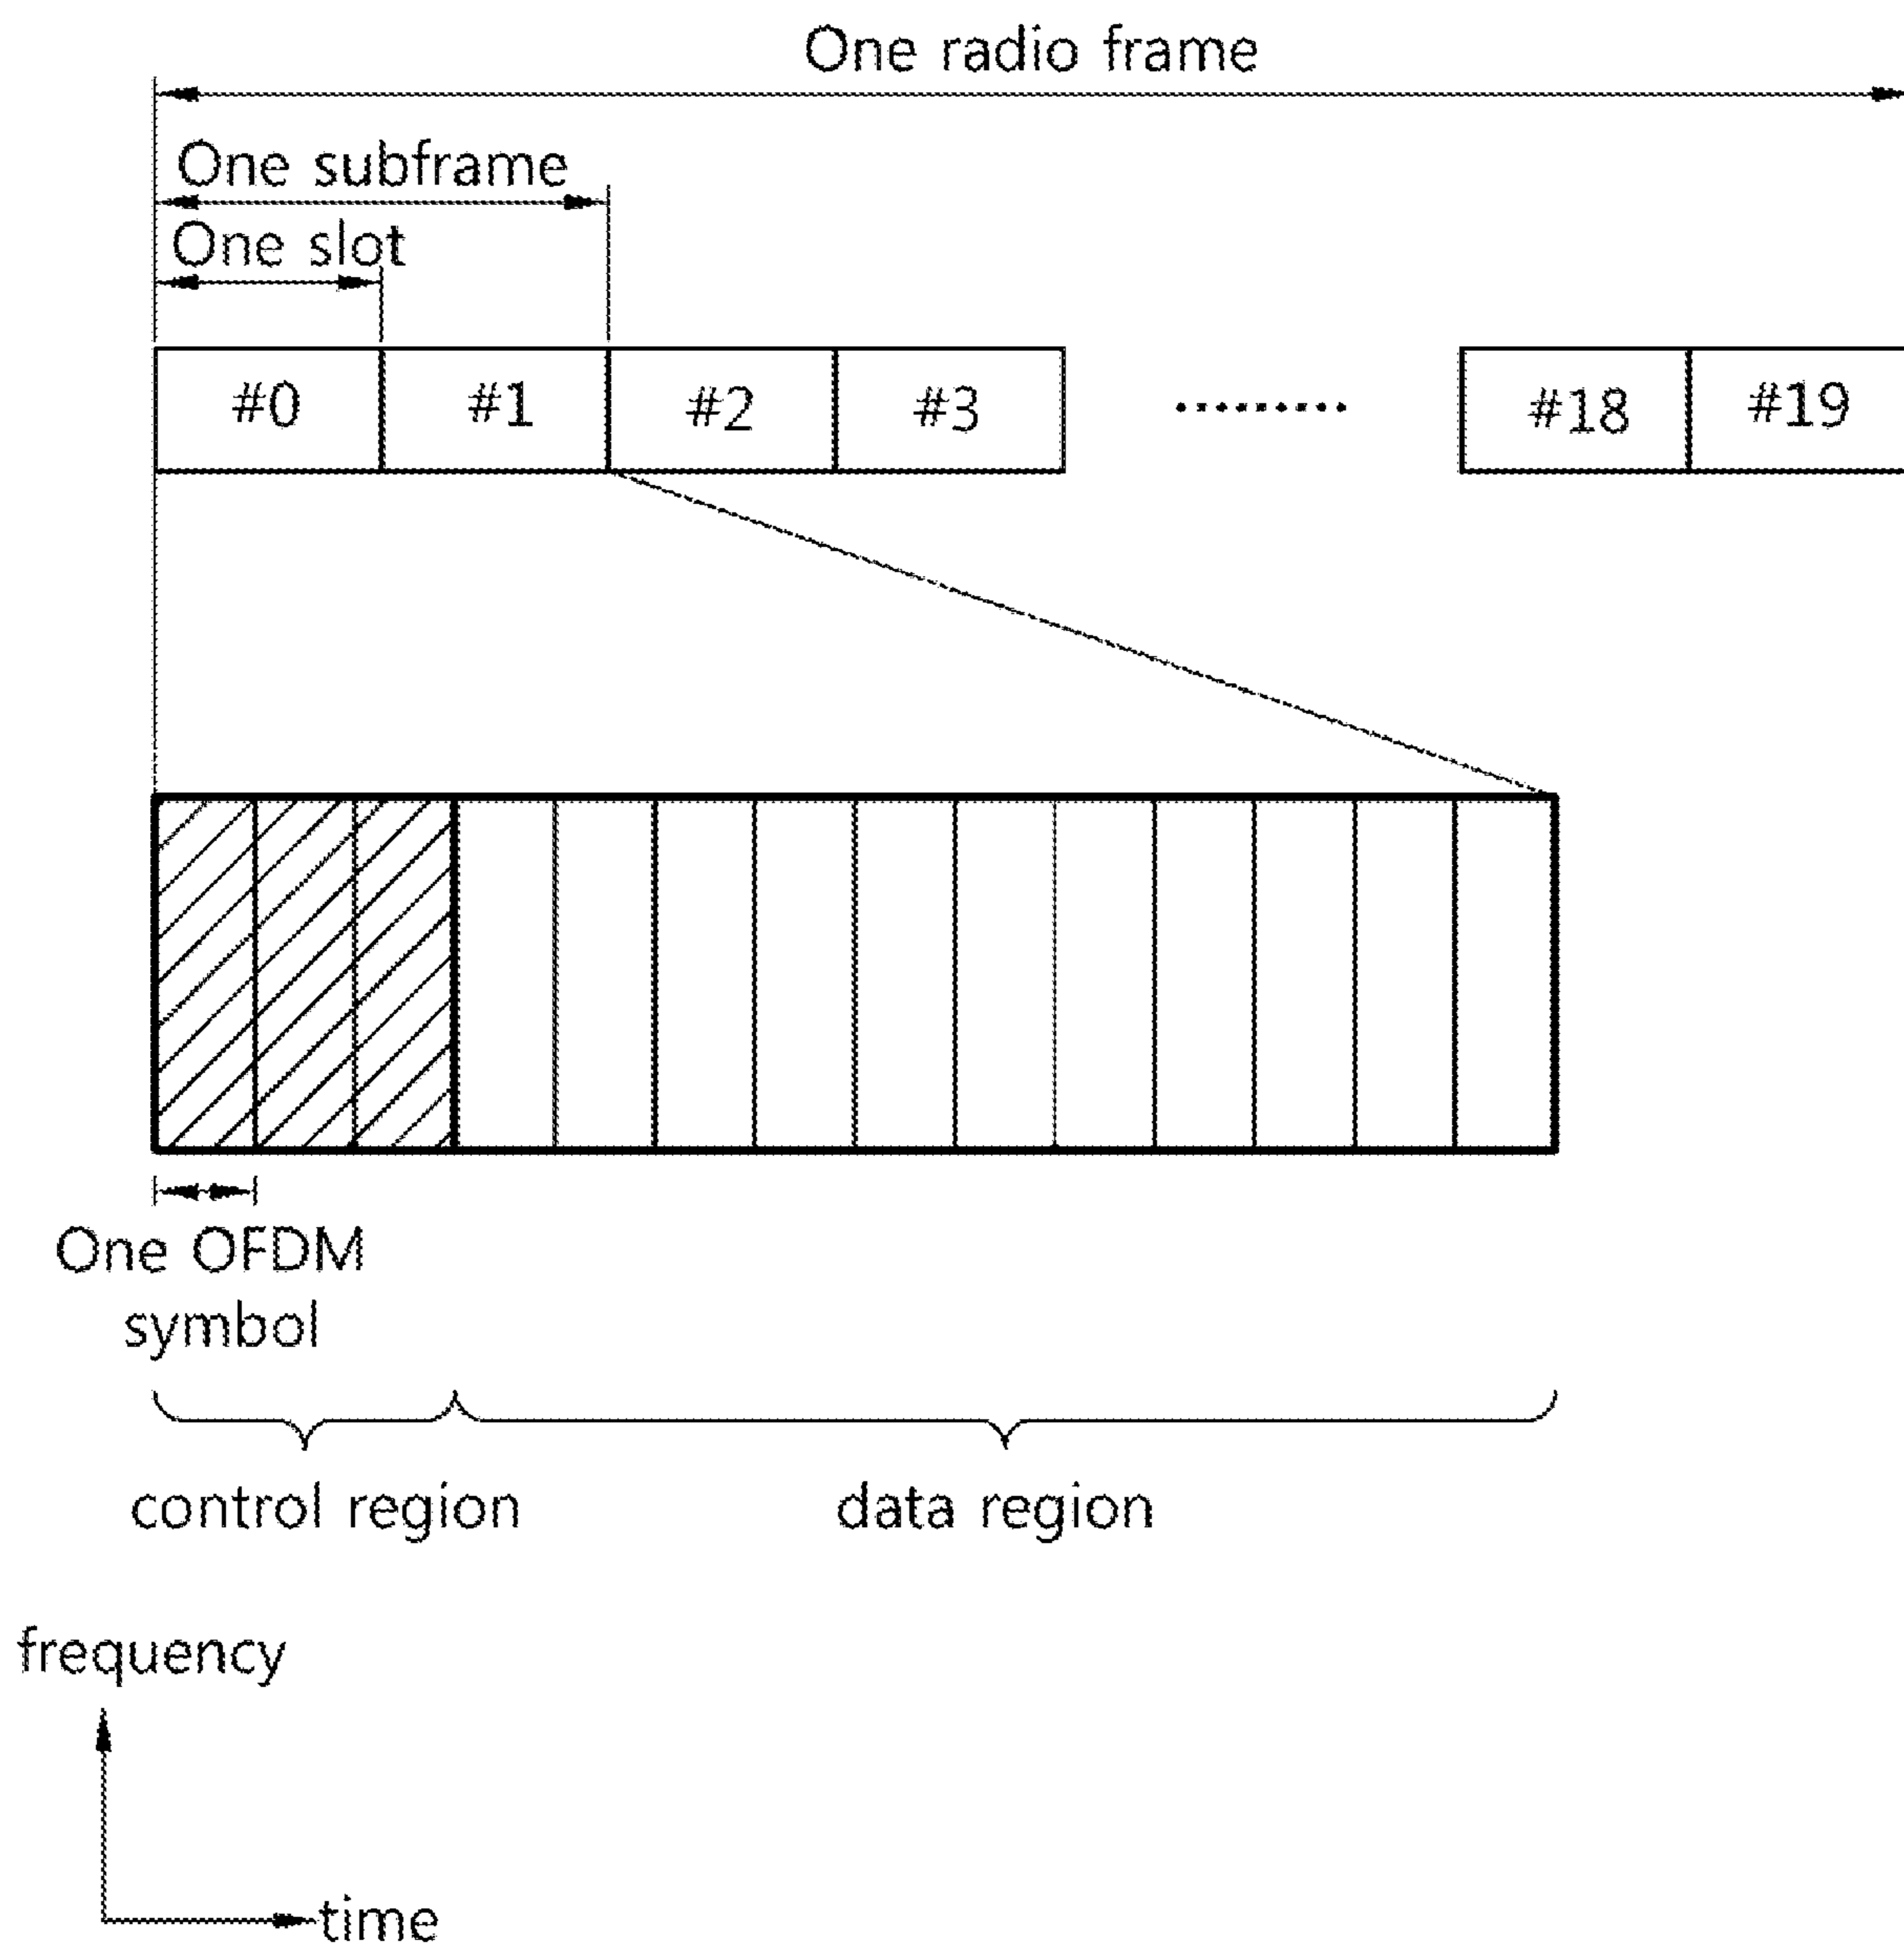 One radio frame
One subframe
One slot
#0 #1 #2 #3 ········· #18 #19
One OFDM
symbol
control region data region
frequency
time